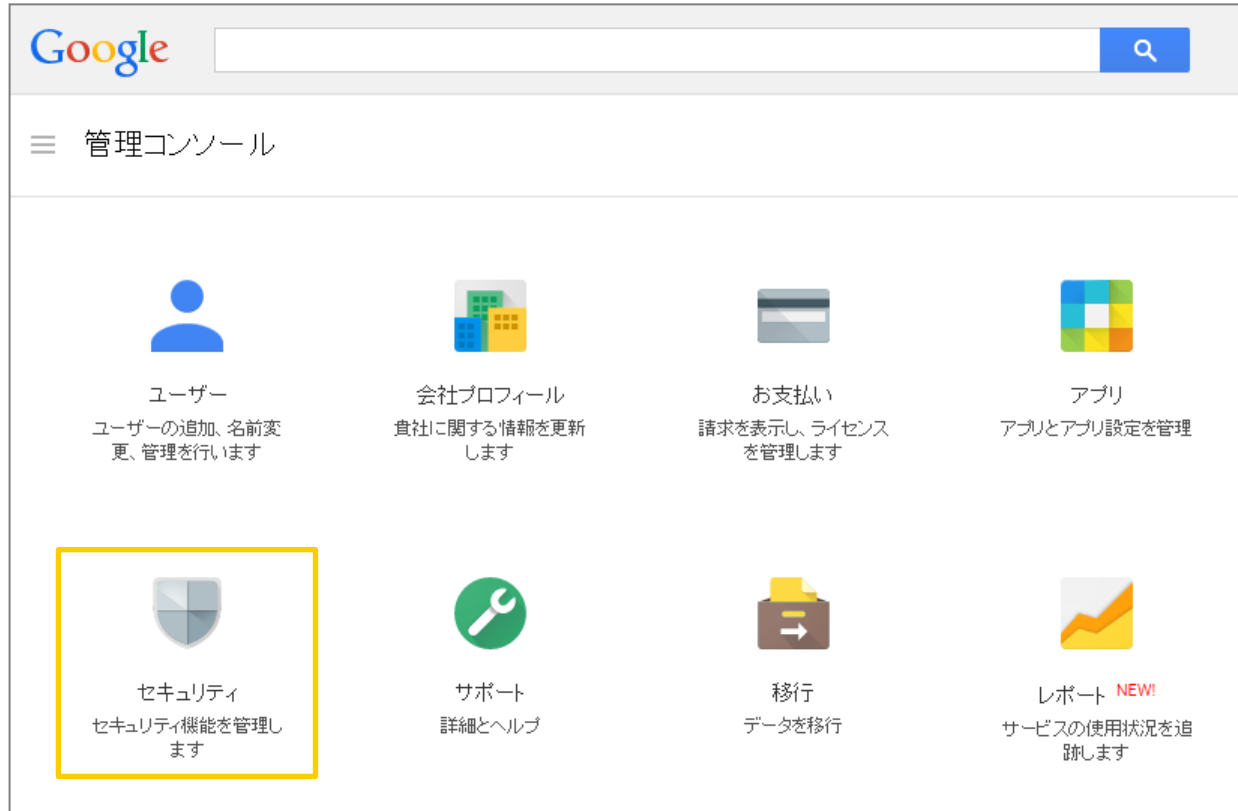 Google
管理コンソール
ユーザー
ユーザーの追加、名前変
更、管理を行います
会社プロフィール
貴社に関する情報を更新
します
お支払い
請求を表示し、ライセンス
を管理します
アプリ
アプリとアプリ設定を管理
セキュリティ
セキュリティ機能を管理し
ます
サポート
詳細とヘルプ
移行
データを移行
レポート NEW!
サービスの使用状況を追
跡します